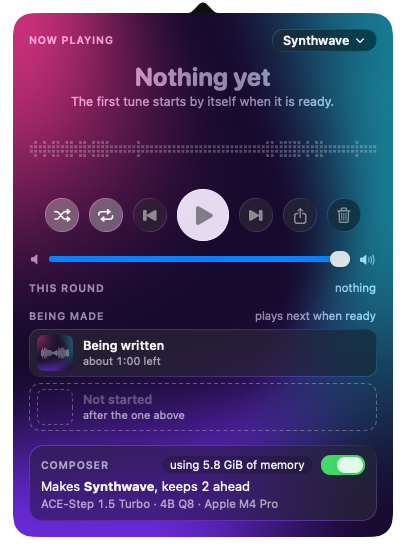 NOW PLAYING
Synthwave
Nothing yet
The first tune starts by itself when it is ready.
THIS ROUND
nothing
BEING MADE
plays next when ready
Being written
about 1:00 left
Not started
after the one above
COMPOSER
using 5.8 GiB of memory
Makes Synthwave, keeps 2 ahead
ACE-Step 1.5 Turbo · 4B Q8 · Apple M4 Pro